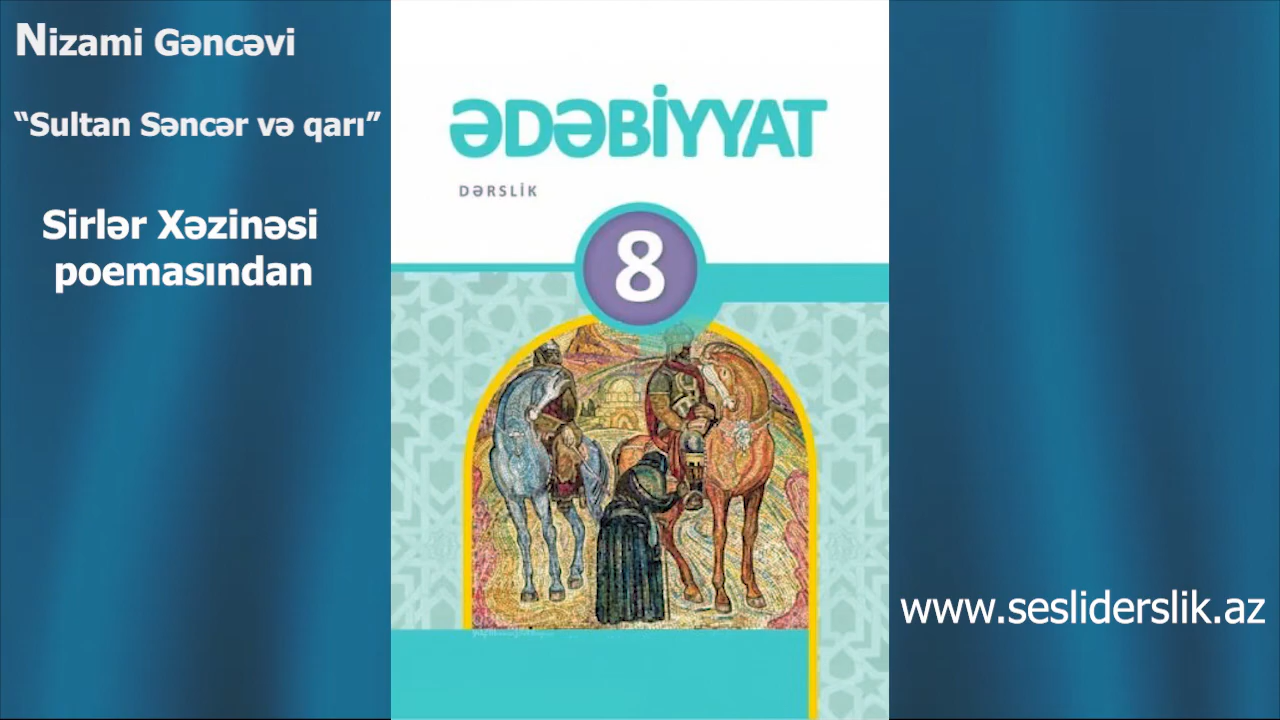 Nizami Gəncəvi
“Sultan Səncər və qarı”
Sirlər Xəzinəsi
poemasından
ƏDƏBİYYAT
DƏRSLİK
8
www.sesliderslik.az